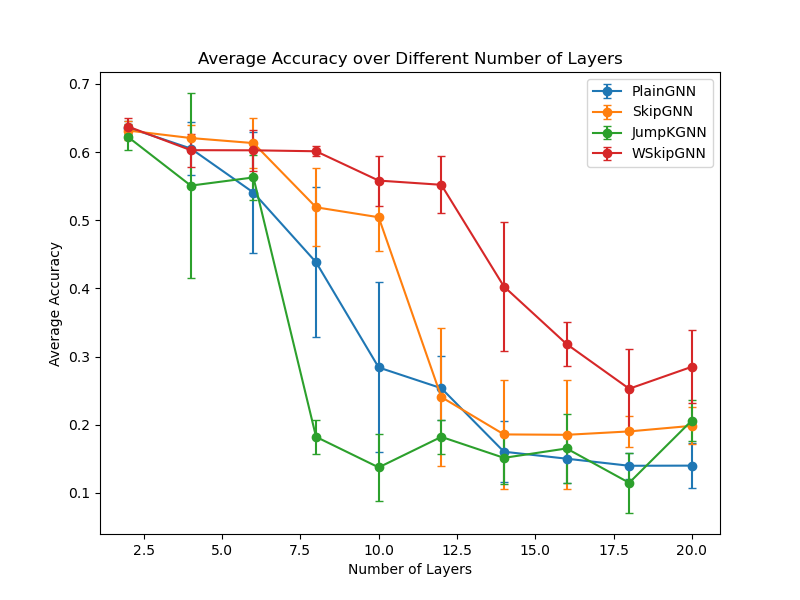 Average Accuracy over Different Number of Layers
PlainGNN
SkipGNN
JumpKGNN
WSkipGNN
Average Accuracy
0.7
0.6
0.5
0.4
0.3
0.2
0.1
2.5
5.0
7.5
10.0
12.5
15.0
17.5
20.0
Number of Layers